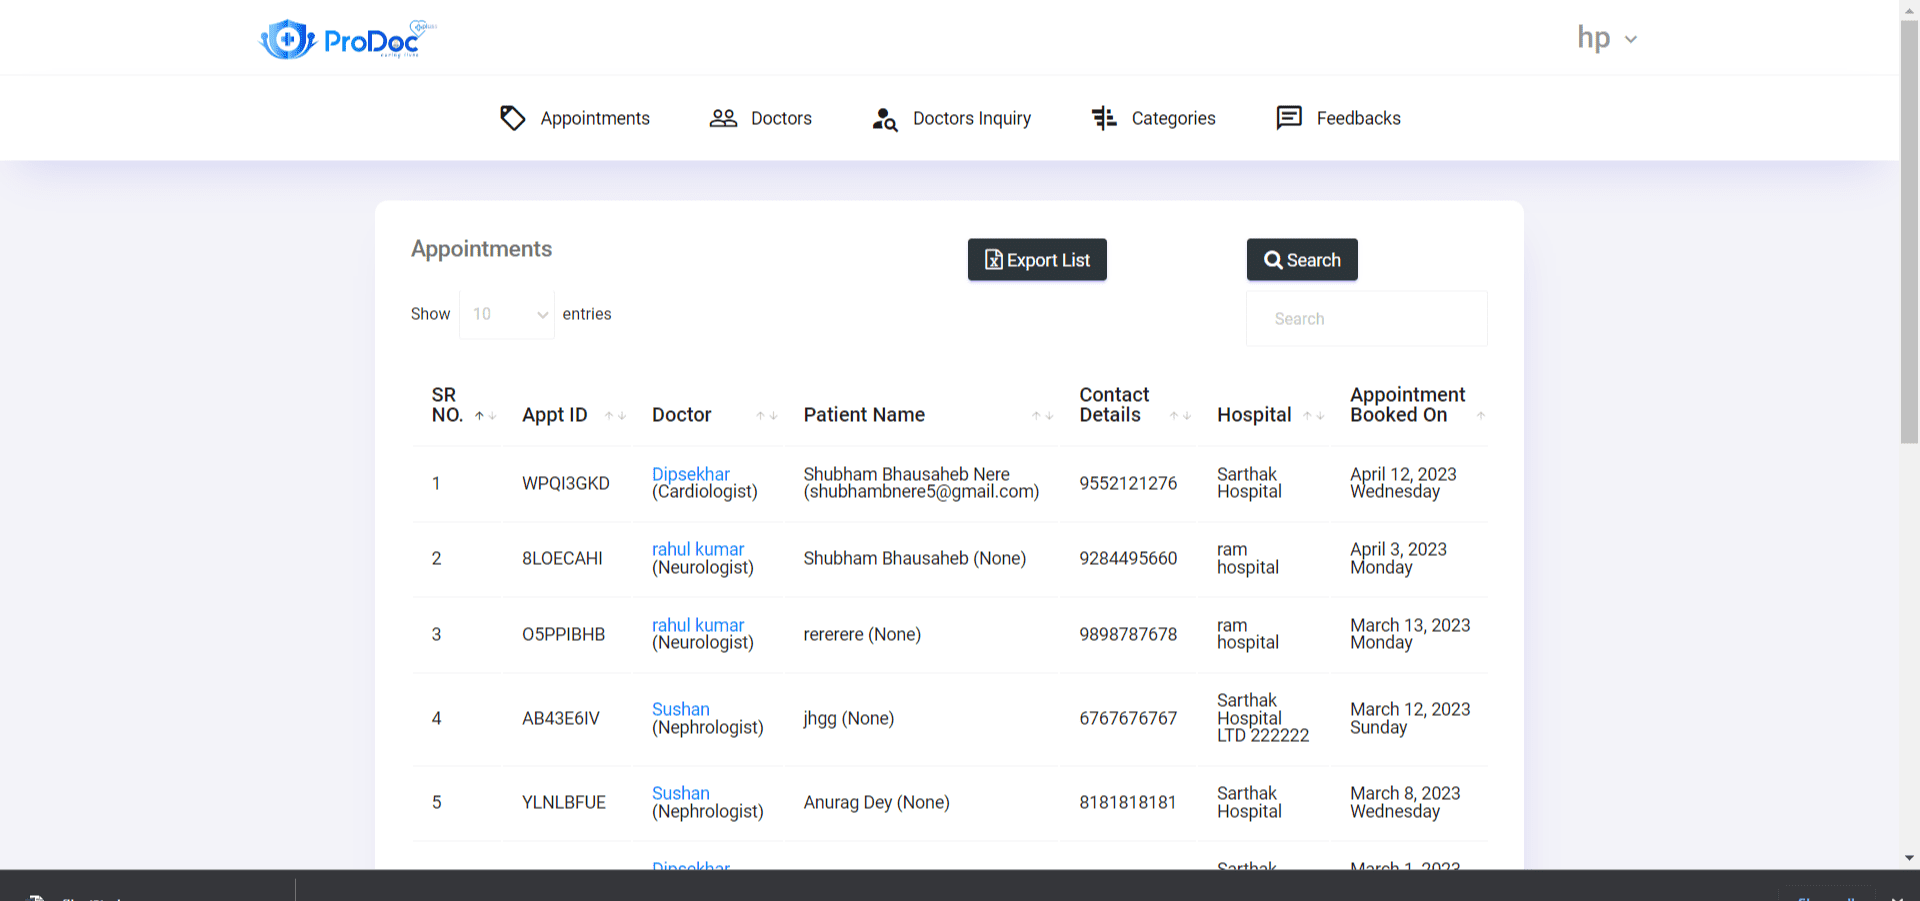 ProDoc
hp
Appointments
Doctors
Doctors Inquiry
Categories
Feedbacks
Appointments
Export List
Search
Show 10 entries
Search
SR NO.
Appt ID
Doctor
Patient Name
Contact Details
Hospital
Appointment Booked On
1
WPQI3GKD
Dipsekhar
(Cardiologist)
Shubham Bhausaheb Nere
(shubhambnere5@gmail.com)
9552121276
Sarthak
Hospital
April 12, 2023
Wednesday
2
8LOECAHI
rahul kumar
(Neurologist)
Shubham Bhausaheb (None)
9284495660
ram
hospital
April 3, 2023
Monday
3
O5PPIBHB
rahul kumar
(Neurologist)
rererere (None)
9898787678
ram
hospital
March 13, 2023
Monday
4
AB43E6IV
Sushan
(Nephrologist)
jhgg (None)
6767676767
Sarthak
Hospital
LTD 222222
March 12, 2023
Sunday
5
YLNLBFUE
Sushan
(Nephrologist)
Anurag Dey (None)
8181818181
Sarthak
Hospital
March 8, 2023
Wednesday
Dipsekhar
Sarthak
March 1, 2023